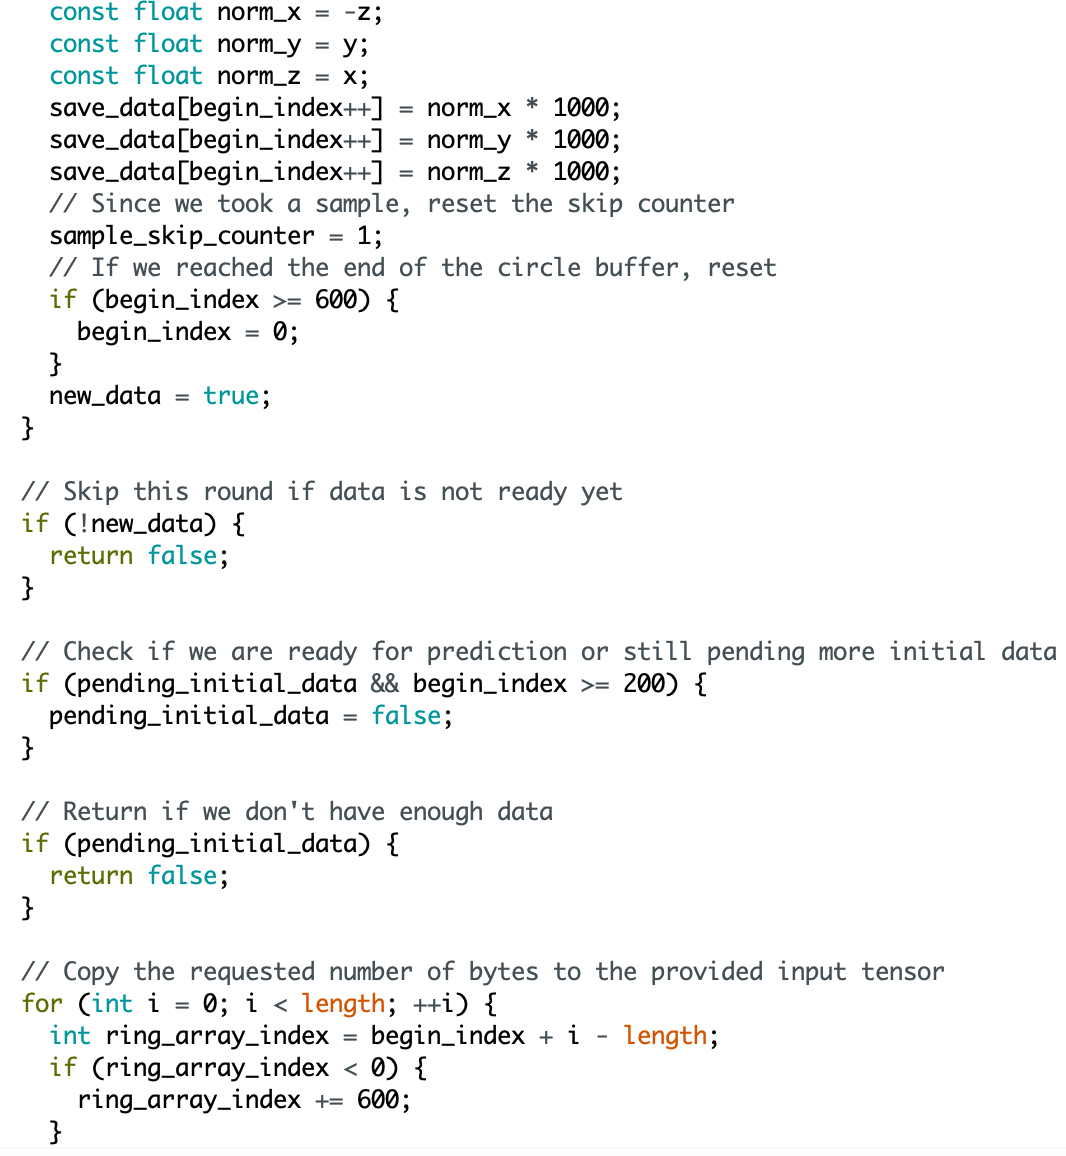 const float norm_x = -z;
const float norm_y = y;
const float norm_z = x;
save_data[begin_index++] = norm_x * 1000;
save_data[begin_index++] = norm_y * 1000;
save_data[begin_index++] = norm_z * 1000;
// Since we took a sample, reset the skip counter
sample_skip_counter = 1;
// If we reached the end of the circle buffer, reset
if (begin_index >= 600) {
begin_index = 0;
}
new_data = true;
}
// Skip this round if data is not ready yet
if (!new_data) {
return false;
}
// Check if we are ready for prediction or still pending more initial data
if (pending_initial_data && begin_index >= 200) {
pending_initial_data = false;
}
// Return if we don't have enough data
if (pending_initial_data) {
return false;
}
// Copy the requested number of bytes to the provided input tensor
for (int i = 0; i < length; ++i) {
int ring_array_index = begin_index + i - length;
if (ring_array_index < 0) {
ring_array_index += 600;
}